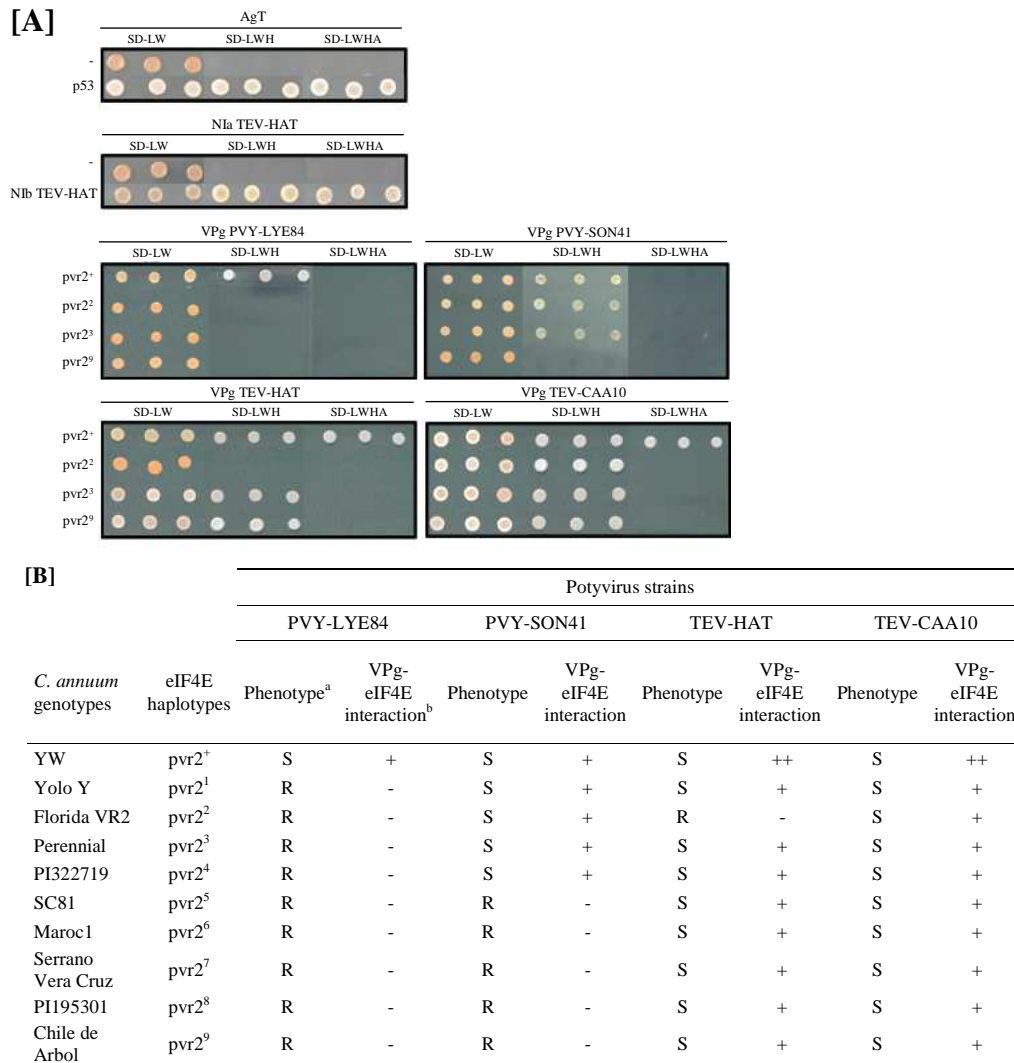 [A]
AgT
SD-LW SD-LWH SD-LWHA
-
p53
NIa TEV-HAT
SD-LW SD-LWH SD-LWHA
-
NIb TEV-HAT
VPg PVY-LYE84
SD-LW SD-LWH SD-LWHA
pvr2⁺
pvr2²
pvr2³
pvr2⁹
VPg PVY-SON41
SD-LW SD-LWH SD-LWHA
VPg TEV-HAT
SD-LW SD-LWH SD-LWHA
pvr2⁺
pvr2²
pvr2³
pvr2⁹
VPg TEV-CAA10
SD-LW SD-LWH SD-LWHA
[B]
Potyvirus strains
PVY-LYE84 PVY-SON41 TEV-HAT TEV-CAA10
C. annuum genotypes eIF4E haplotypes Phenotypeᵃ VPg-eIF4E interactionᵇ Phenotype VPg-eIF4E interaction Phenotype VPg-eIF4E interaction Phenotype VPg-eIF4E interaction
YW pvr2⁺ S + S + S ++ S ++
Yolo Y pvr2¹ R - S + S + S +
Florida VR2 pvr2² R - S + R - S +
Perennial pvr2³ R - S + S + S +
PI322719 pvr2⁴ R - S + S + S +
SC81 pvr2⁵ R - R - S + S +
Maroc1 pvr2⁶ R - R - S + S +
Serrano Vera Cruz pvr2⁷ R - R - S + S +
PI195301 pvr2⁸ R - R - S + S +
Chile de Arbol pvr2⁹ R - R - S + S +